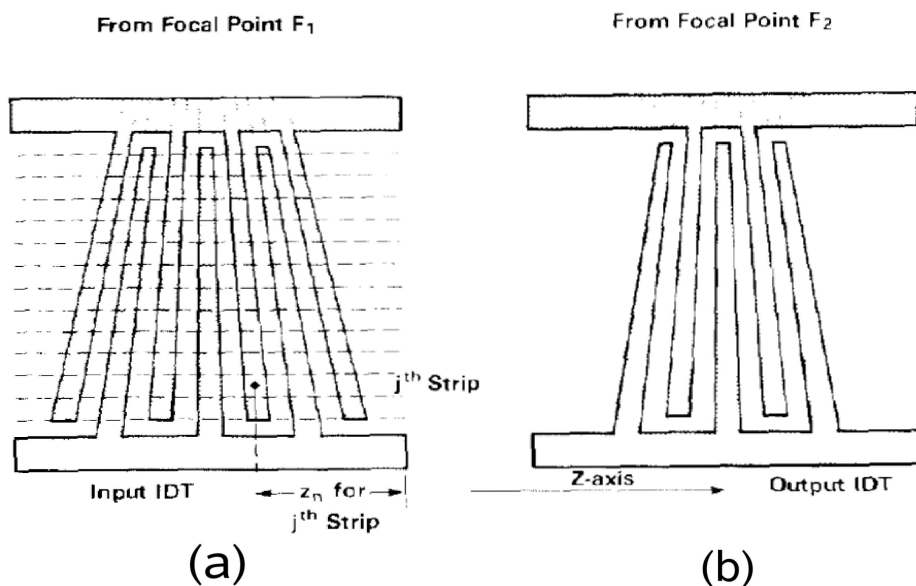 From Focal Point F₁
From Focal Point F₂
jᵗʰ Strip
Input IDT
zₙ for
jᵗʰ Strip
Z-axis
Output IDT
(a)
(b)